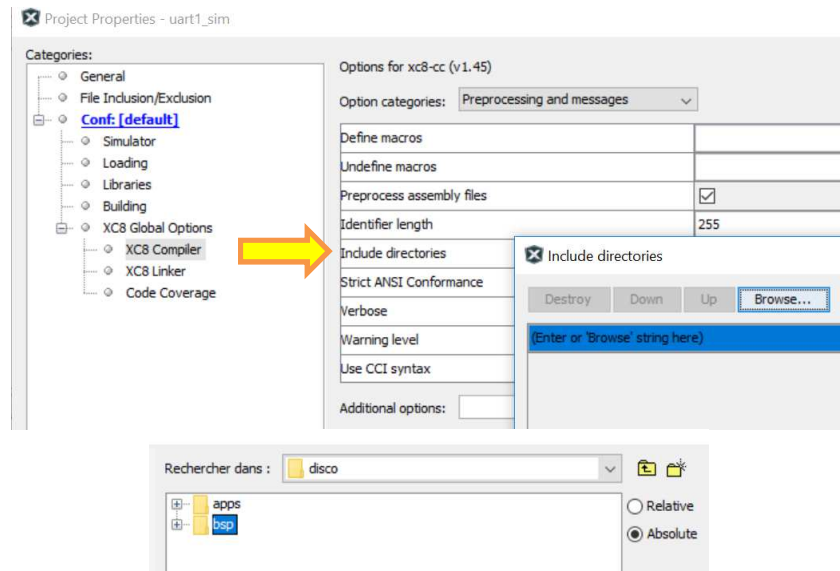 Project Properties - uart1_sim
Categories:
General
File Inclusion/Exclusion
Conf: [default]
Simulator
Loading
Libraries
Building
XC8 Global Options
XC8 Compiler
XC8 Linker
Code Coverage
Options for xc8-cc (v1.45)
Option categories: Preprocessing and messages
Define macros
Undefine macros
Preprocess assembly files
Identifier length 255
Include directories
Strict ANSI Conformance
Verbose
Warning level
Use CCI syntax
Additional options:
Include directories
Destroy Down Up Browse...
(Enter or 'Browse' string here)
Rechercher dans : disco
apps
bsp
Relative
Absolute